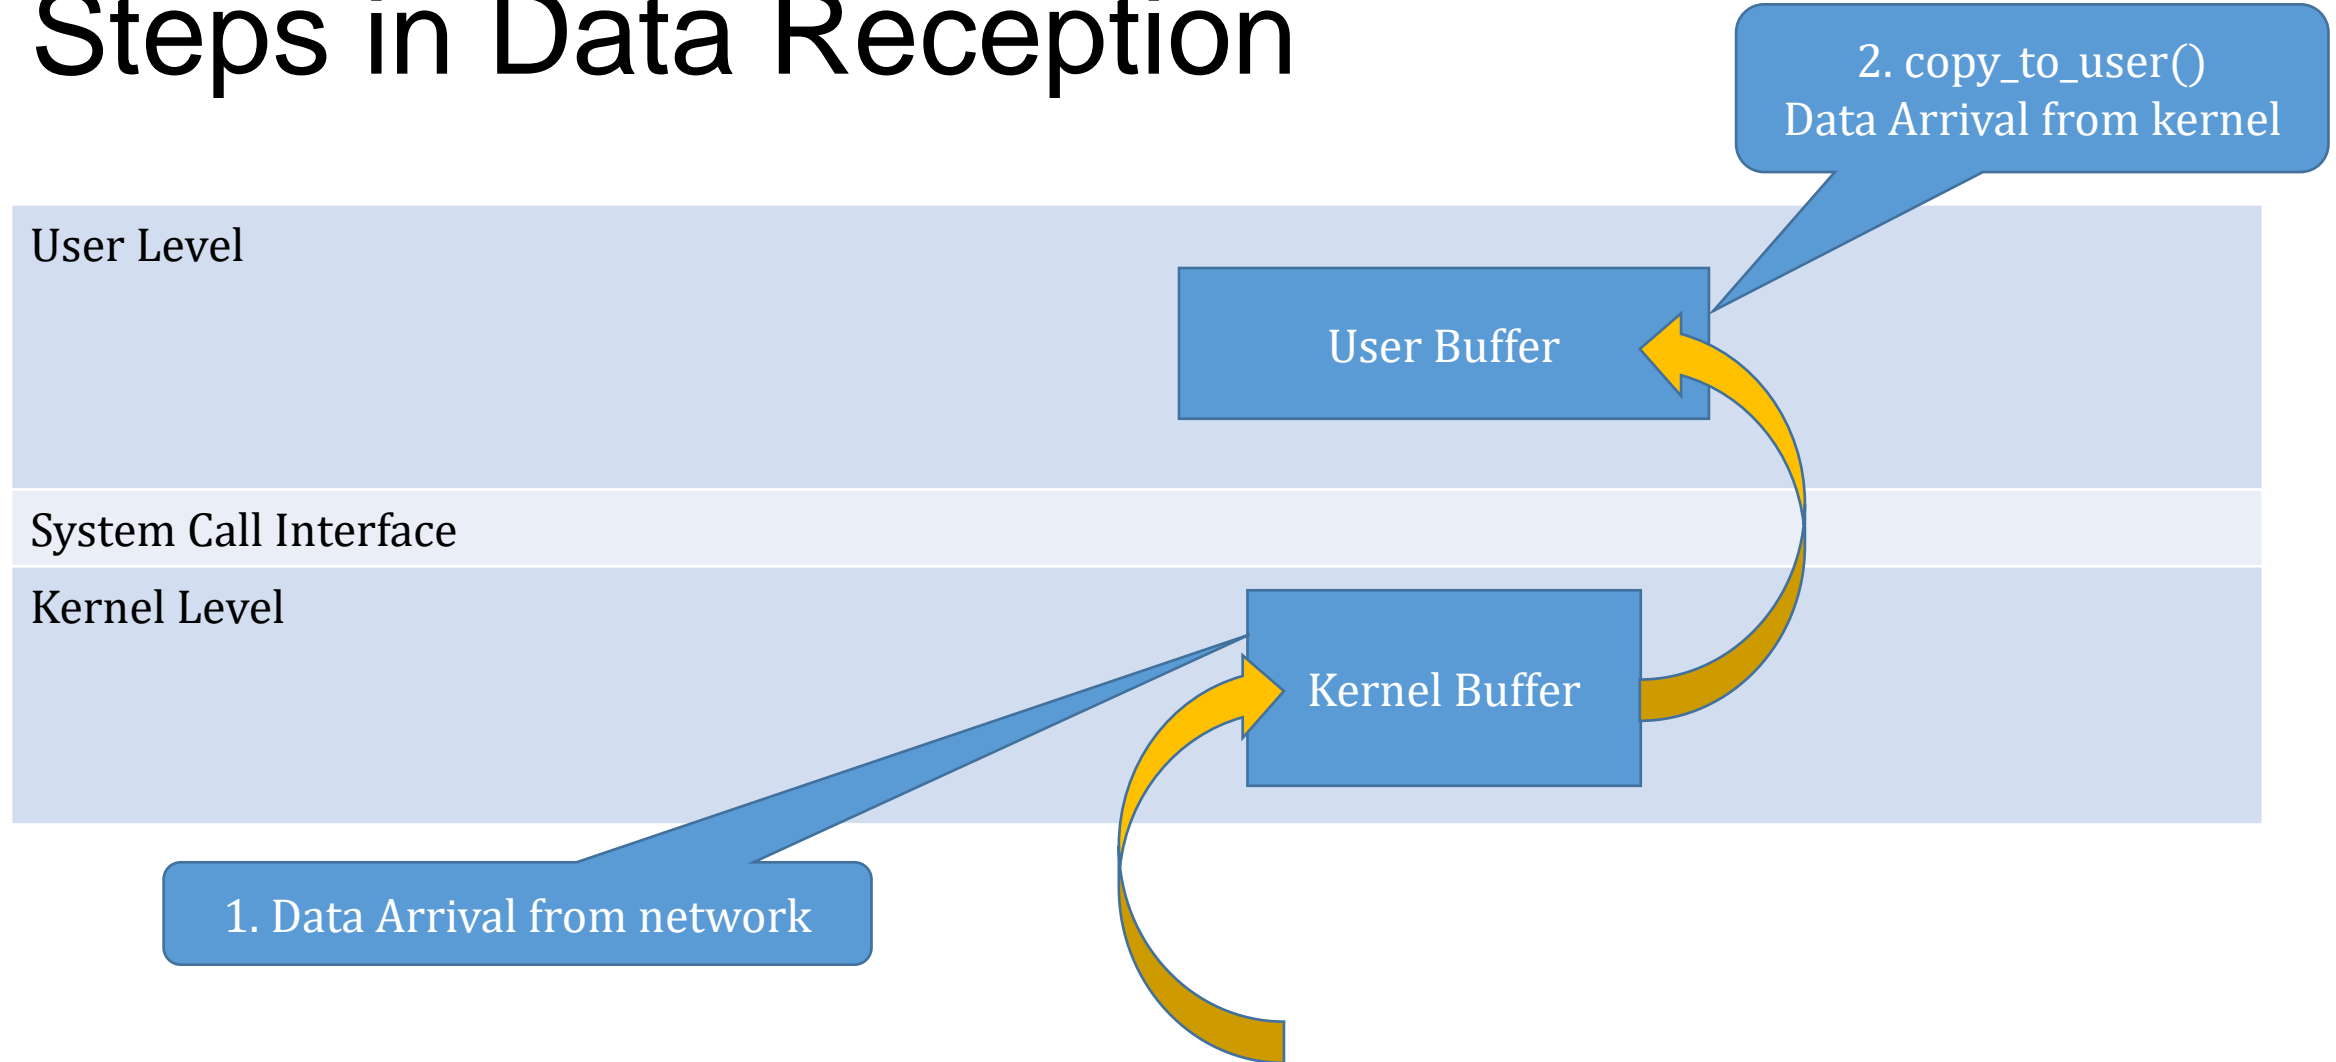 Steps in Data Reception
2. copy_to_user()
Data Arrival from kernel
User Level
User Buffer
System Call Interface
Kernel Level
Kernel Buffer
1. Data Arrival from network